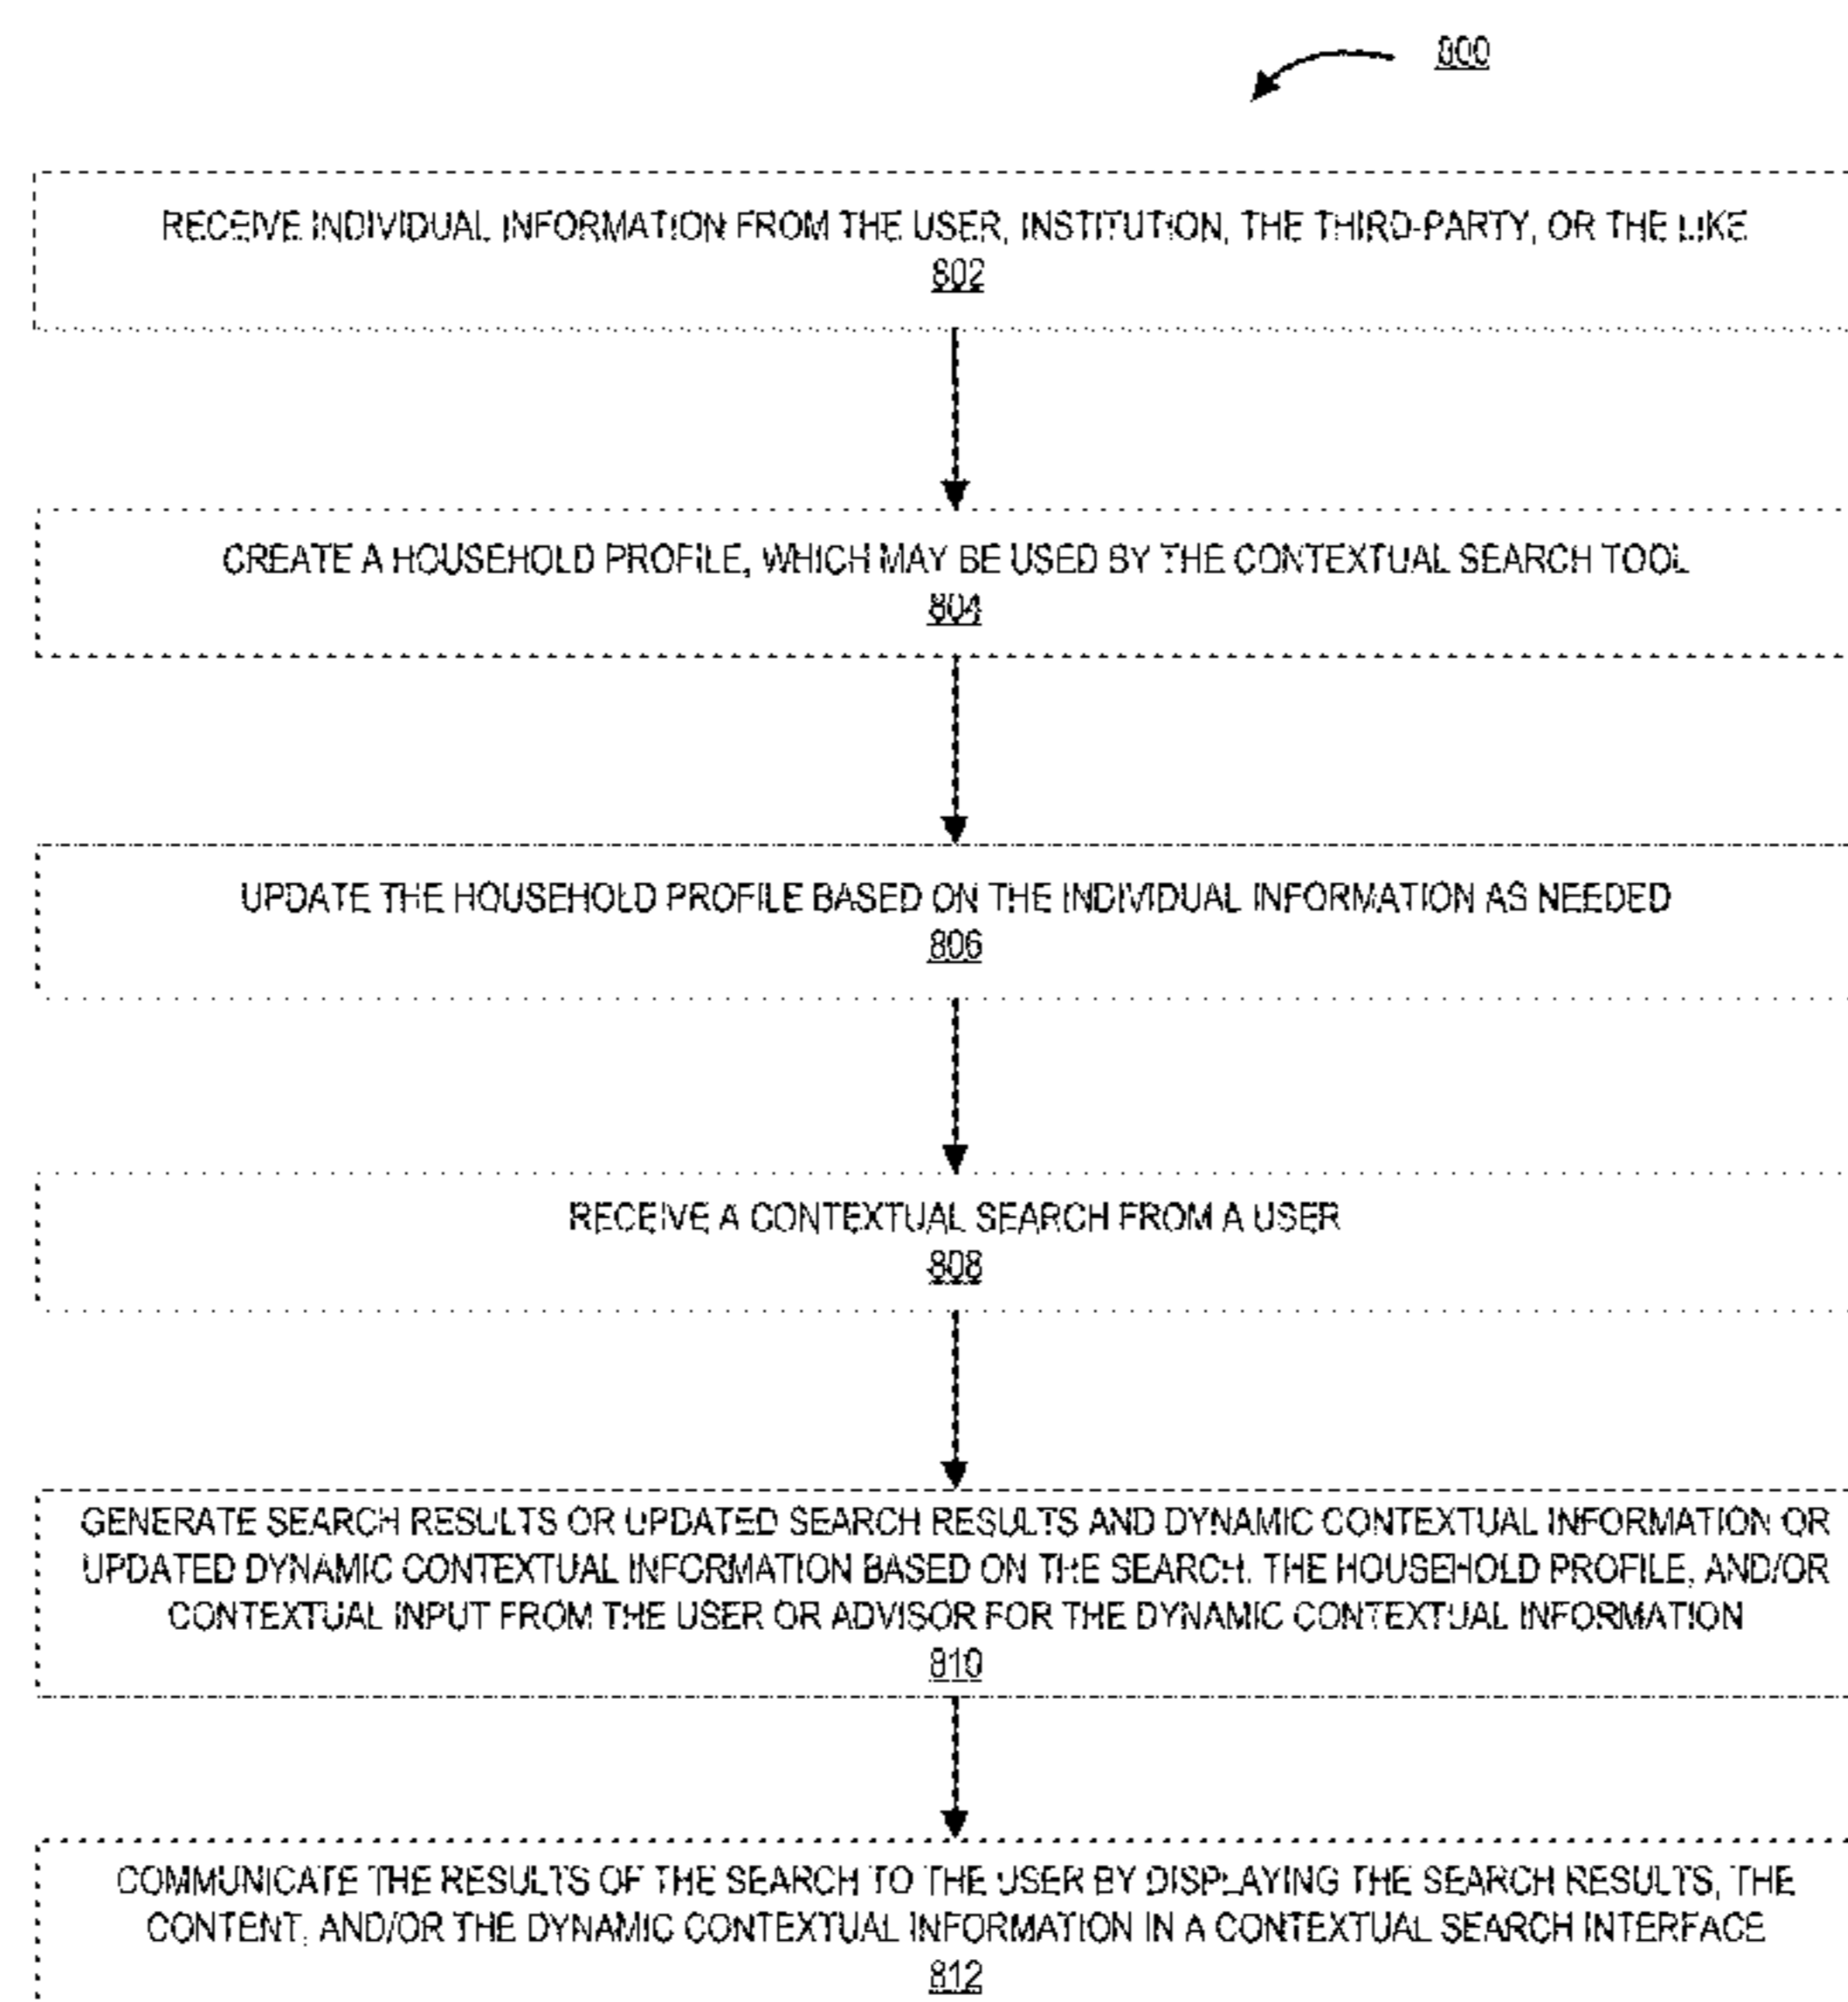 800
RECEIVE INDIVIDUAL INFORMATION FROM THE USER, INSTITUTION, THE THIRD-PARTY, OR THE LIKE
802
CREATE A HOUSEHOLD PROFILE, WHICH MAY BE USED BY THE CONTEXTUAL SEARCH TOOL
804
UPDATE THE HOUSEHOLD PROFILE BASED ON THE INDIVIDUAL INFORMATION AS NEEDED
806
RECEIVE A CONTEXTUAL SEARCH FROM A USER
808
GENERATE SEARCH RESULTS OR UPDATED SEARCH RESULTS AND DYNAMIC CONTEXTUAL INFORMATION OR
UPDATED DYNAMIC CONTEXTUAL INFORMATION BASED ON THE SEARCH, THE HOUSEHOLD PROFILE, AND/OR
CONTEXTUAL INPUT FROM THE USER OR ADVISOR FOR THE DYNAMIC CONTEXTUAL INFORMATION
810
COMMUNICATE THE RESULTS OF THE SEARCH TO THE USER BY DISPLAYING THE SEARCH RESULTS, THE
CONTENT, AND/OR THE DYNAMIC CONTEXTUAL INFORMATION IN A CONTEXTUAL SEARCH INTERFACE
812